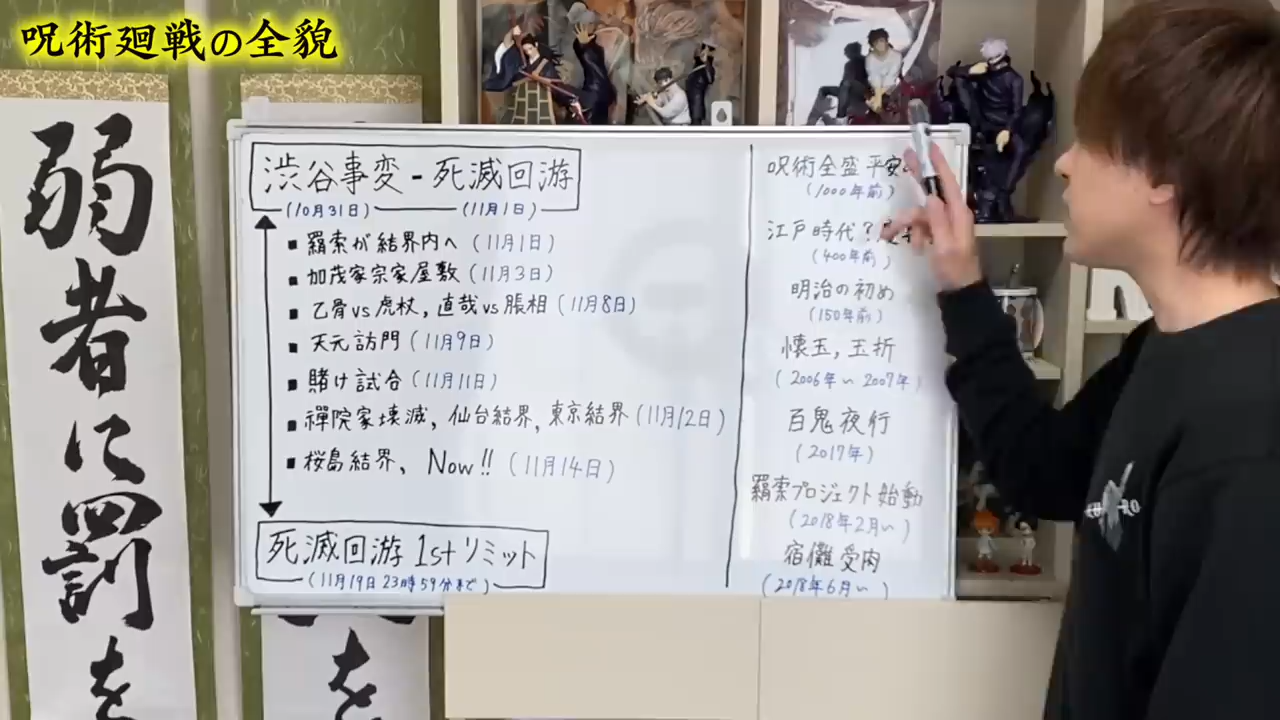 呪術廻戦の全貌
弱者に罰を
を
渋谷事変 - 死滅回游
(10月31日) (11月1日)
■ 羂索が結界内へ (11月1日)
■ 加茂家宗家屋敷 (11月3日)
■ 乙骨vs虎杖, 直哉vs脹相 (11月8日)
■ 天元訪問 (11月9日)
■ 賭け試合 (11月11日)
■ 禪院家壊滅, 仙台結界, 東京結界 (11月12日)
■ 桜島結界, Now!! (11月14日)
死滅回游 1stリミット
(11月19日 23時59分まで)
呪術全盛 平安
(1000年前)
江戸時代?
(400年前)
明治の初め
(150年前)
懐玉, 玉折
(2006年〜2007年)
百鬼夜行
(2017年)
羂索プロジェクト始動
(2018年2月〜)
宿儺受肉
(2018年6月〜)